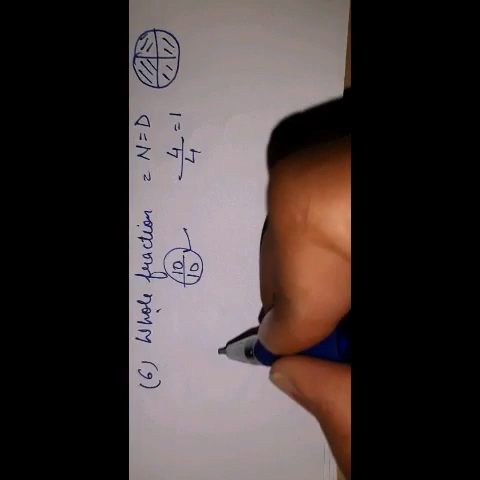 (6) Whole fraction = N=D
10/10 ✓ 4/4 = 1